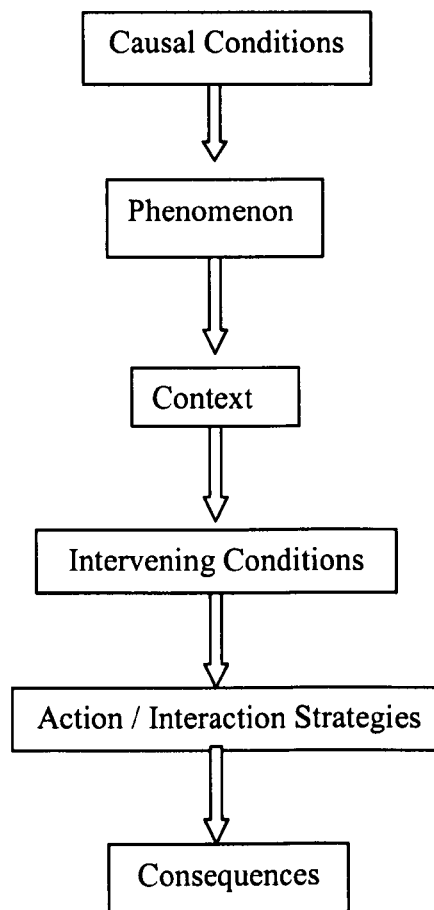 Causal Conditions
Phenomenon
Context
Intervening Conditions
Action / Interaction Strategies
Consequences